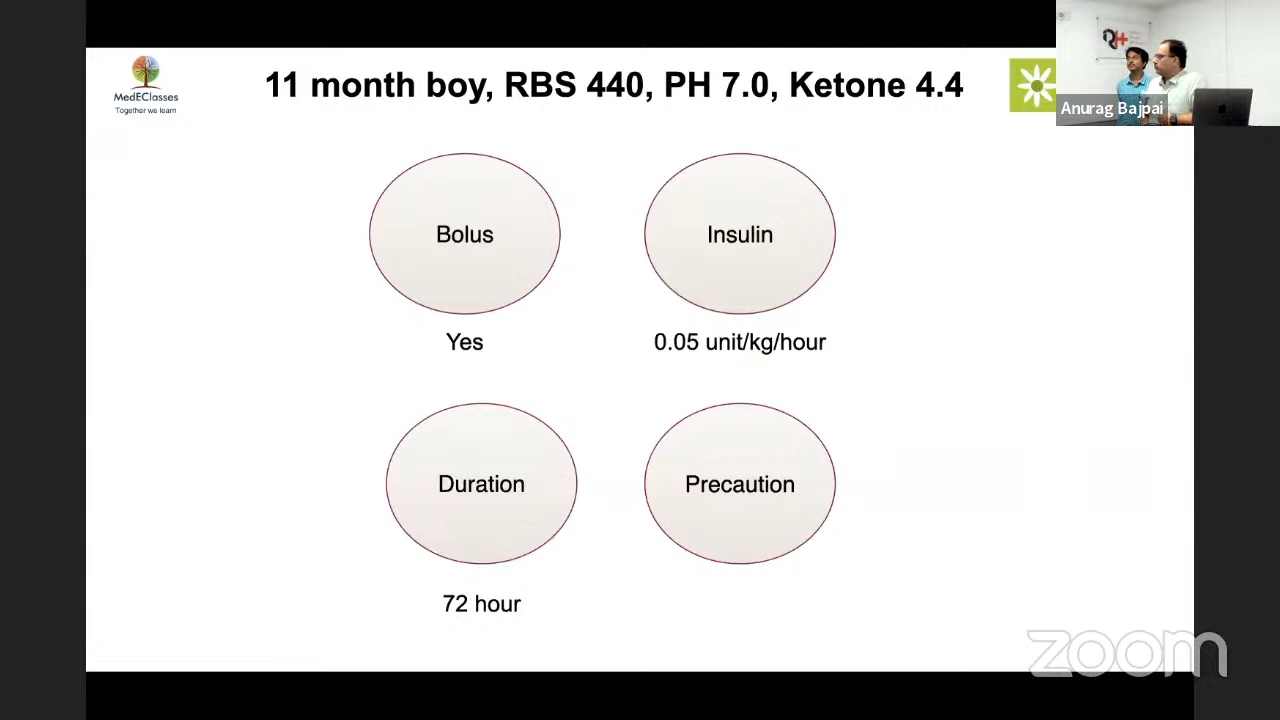 MedEClasses
Together we learn
11 month boy, RBS 440, PH 7.0, Ketone 4.4
Anurag Bajpai
Bolus
Insulin
Yes
0.05 unit/kg/hour
Duration
Precaution
72 hour
zoom